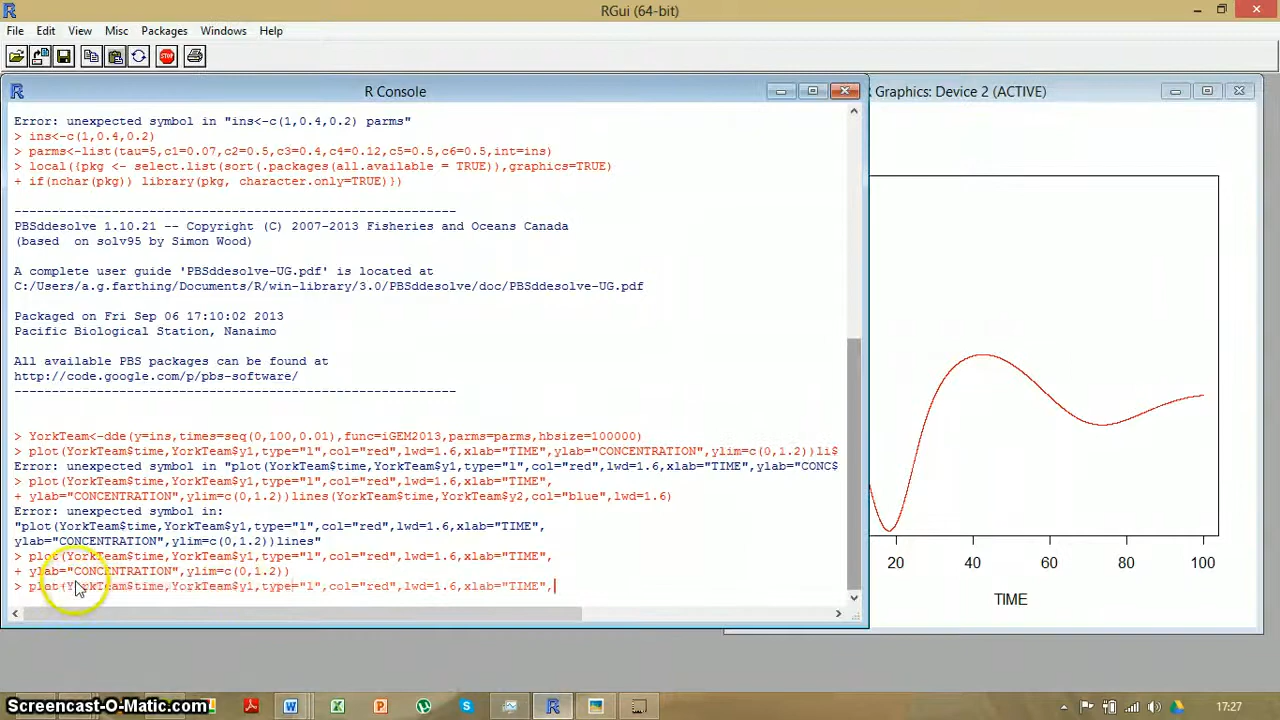 RGui (64-bit)
File Edit View Misc Packages Windows Help
STOP
R Console
R Graphics: Device 2 (ACTIVE)
Error: unexpected symbol in "ins<-c(1,0.4,0.2) parms"
> ins<-c(1,0.4,0.2)
> parms<-list(tau=5,c1=0.07,c2=0.5,c3=0.4,c4=0.12,c5=0.5,c6=0.5,int=ins)
> local({pkg <- select.list(sort(.packages(all.available = TRUE)),graphics=TRUE)
+ if(nchar(pkg)) library(pkg, character.only=TRUE)})
-----------------------------------------------------------
PBSddesolve 1.10.21 -- Copyright (C) 2007-2013 Fisheries and Oceans Canada
(based on solv95 by Simon Wood)
A complete user guide 'PBSddesolve-UG.pdf' is located at
C:/Users/a.g.farthing/Documents/R/win-library/3.0/PBSddesolve/doc/PBSddesolve-UG.pdf
Packaged on Fri Sep 06 17:10:02 2013
Pacific Biological Station, Nanaimo
All available PBS packages can be found at
http://code.google.com/p/pbs-software/
-----------------------------------------------------------
> YorkTeam<-dde(y=ins,times=seq(0,100,0.01),func=iGEM2013,parms=parms,hbsize=100000)
> plot(YorkTeam$time,YorkTeam$y1,type="l",col="red",lwd=1.6,xlab="TIME",ylab="CONCENTRATION",ylim=c(0,1.2))li$
Error: unexpected symbol in "plot(YorkTeam$time,YorkTeam$y1,type="l",col="red",lwd=1.6,xlab="TIME",ylab="CONC$
> plot(YorkTeam$time,YorkTeam$y1,type="l",col="red",lwd=1.6,xlab="TIME",
+ ylab="CONCENTRATION",ylim=c(0,1.2))lines(YorkTeam$time,YorkTeam$y2,col="blue",lwd=1.6)
Error: unexpected symbol in:
"plot(YorkTeam$time,YorkTeam$y1,type="l",col="red",lwd=1.6,xlab="TIME",
ylab="CONCENTRATION",ylim=c(0,1.2))lines"
> plot(YorkTeam$time,YorkTeam$y1,type="l",col="red",lwd=1.6,xlab="TIME",
+ ylab="CONCENTRATION",ylim=c(0,1.2))
> plot(YorkTeam$time,YorkTeam$y1,type="l",col="red",lwd=1.6,xlab="TIME",
20 40 60 80 100
TIME
Screencast-O-Matic.com
17:27